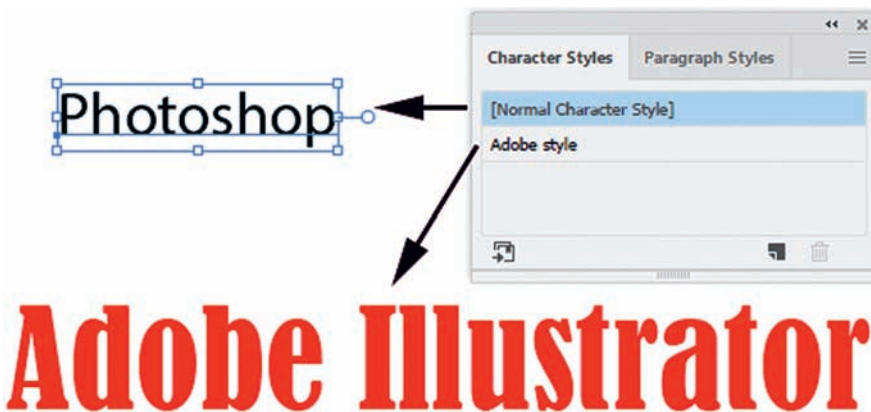 Photoshop
Character Styles
Paragraph Styles
[Normal Character Style]
Adobe style
Adobe Illustrator